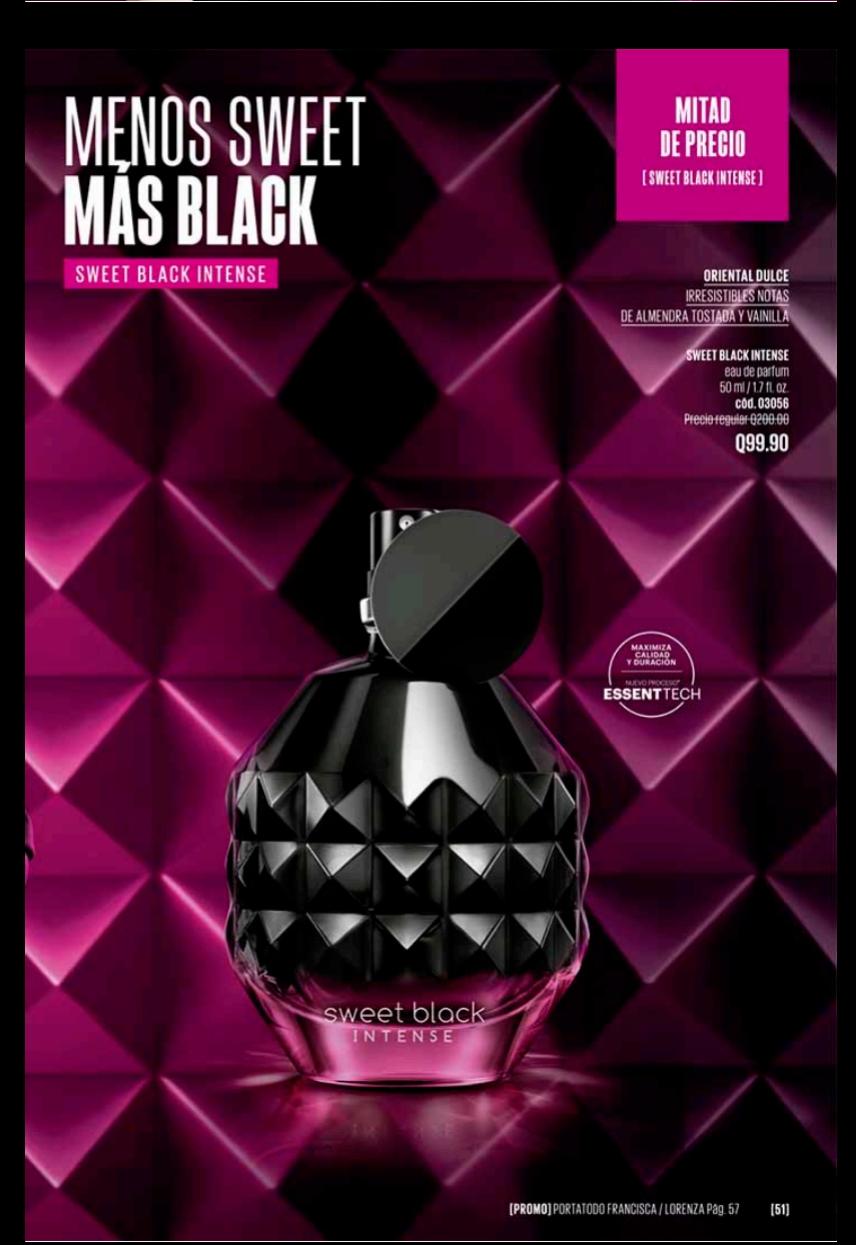 MENOS SWEET
MÁS BLACK
SWEET BLACK INTENSE
MITAD
DE PRECIO
[ SWEET BLACK INTENSE ]
ORIENTAL DULCE
IRRESISTIBLES NOTAS
DE ALMENDRA TOSTADA Y VAINILLA
SWEET BLACK INTENSE
eau de parfum
50 ml / 1.7 fl. oz.
cód. 03056
Precio regular Q200.00
Q99.90
MAXIMIZA
CALIDAD
Y DURACIÓN
NUEVO PROCESO*
ESSENTTECH
sweet black
INTENSE
[PROMO] PORTATODO FRANCISCA / LORENZA Pág. 57 [51]